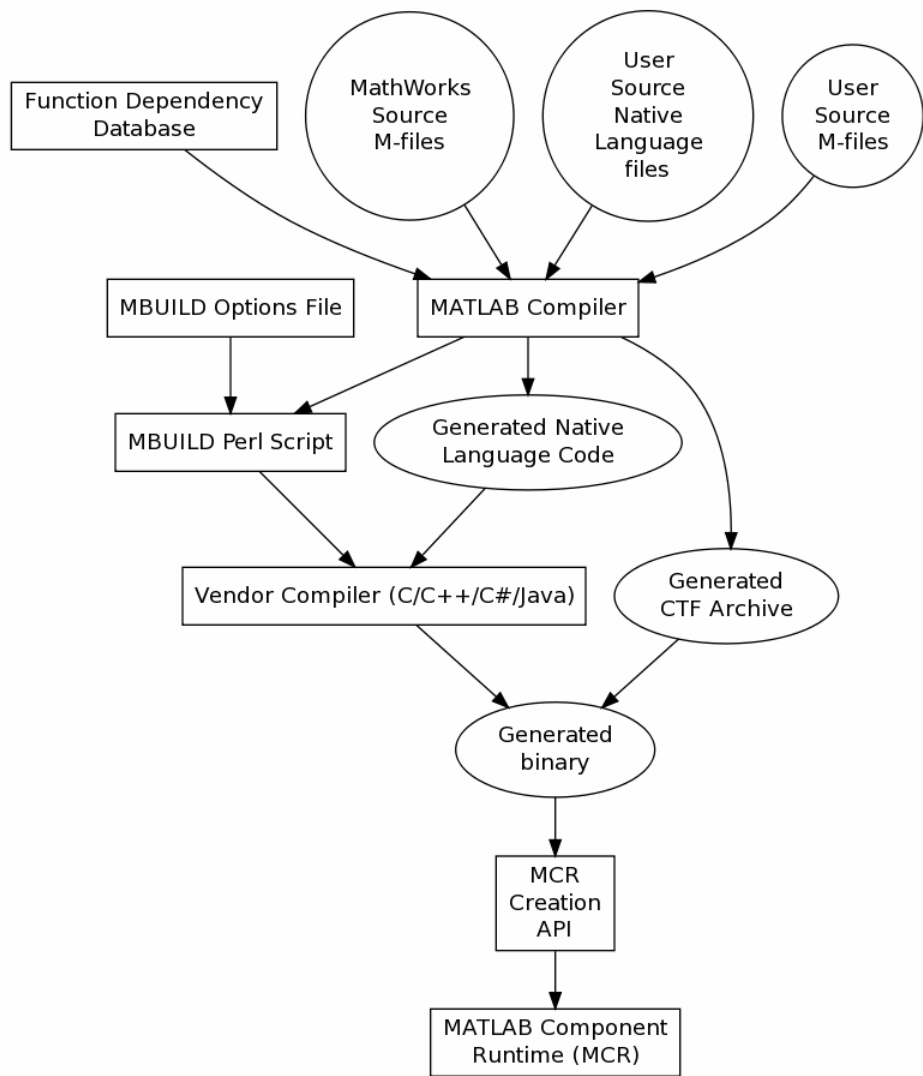 Function Dependency
Database
MathWorks
Source
M-files
User
Source
Native
Language
files
User
Source
M-files
MBUILD Options File
MATLAB Compiler
MBUILD Perl Script
Generated Native
Language Code
Vendor Compiler (C/C++/C#/Java)
Generated
CTF Archive
Generated
binary
MCR
Creation
API
MATLAB Component
Runtime (MCR)